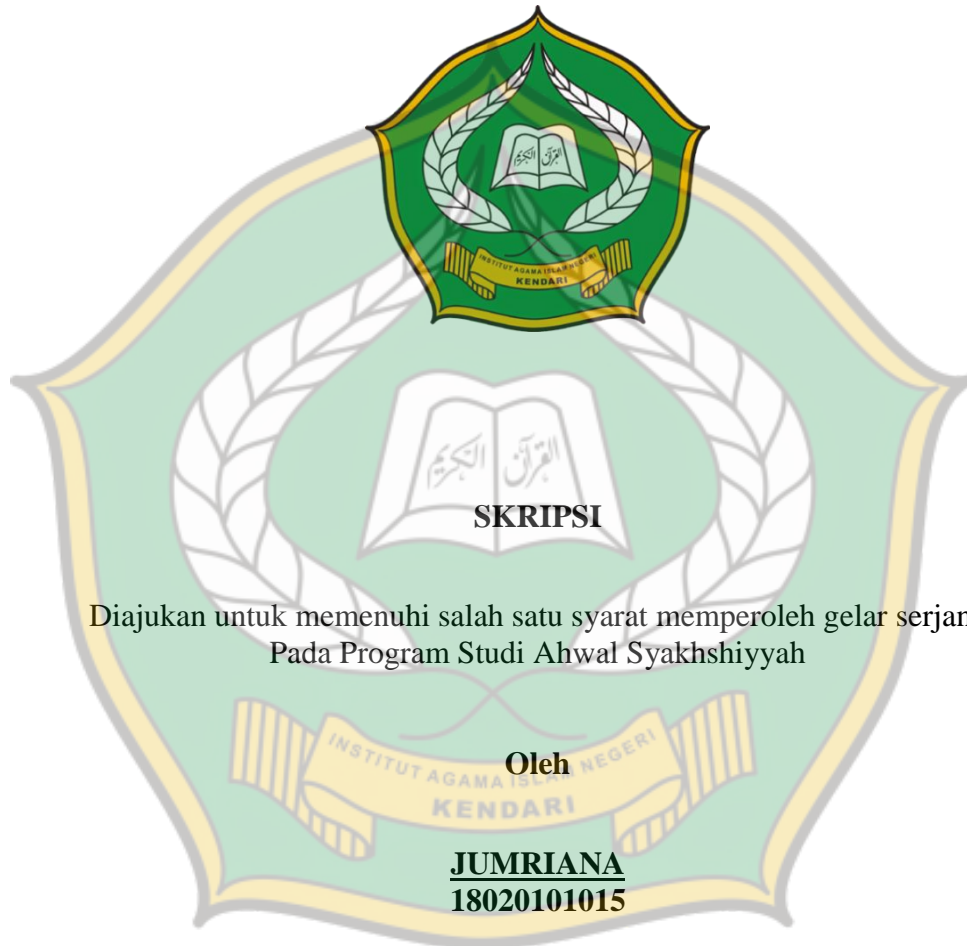 القرآن الكريم
INSTITUT AGAMA ISLAM NEGERI
KENDARI
القرآن الكريم
SKRIPSI
Diajukan untuk memenuhi salah satu syarat memperoleh gelar serjan
Pada Program Studi Ahwal Syakhshiyyah
Oleh
INSTITUT AGAMA ISLAM NEGERI
KENDARI
JUMRIANA
18020101015